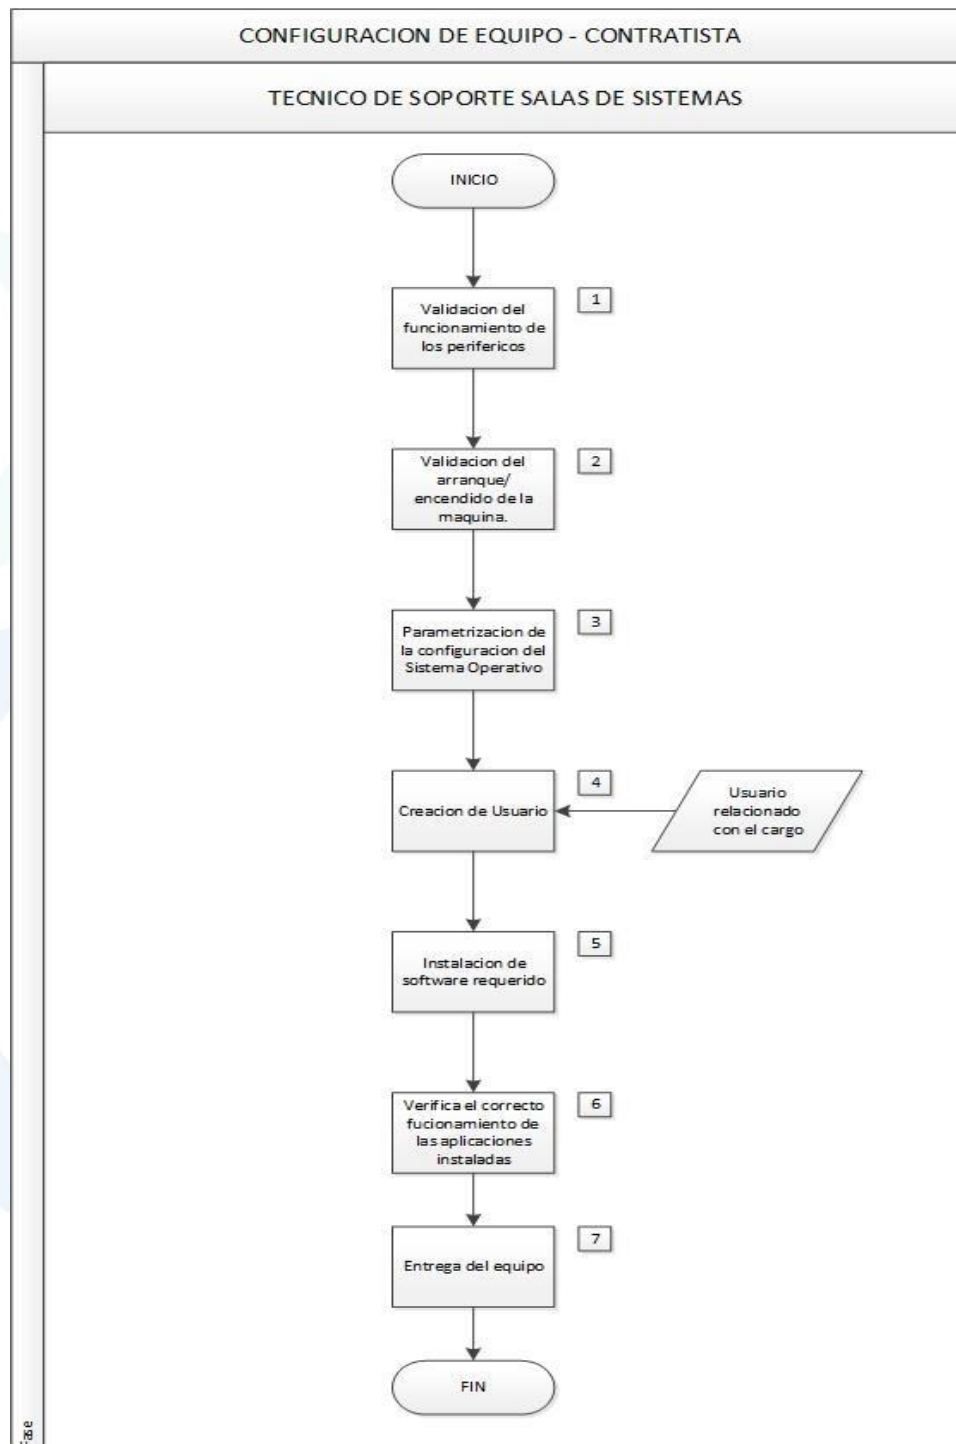 CONFIGURACION DE EQUIPO - CONTRATISTA
TECNICO DE SOPORTE SALAS DE SISTEMAS
INICIO
1
Validacion del
funcionamiento de
los perifericos
2
Validacion del
arranque/
encendido de la
maquina.
3
Parametrizacion de
la configuracion del
Sistema Operativo
4
Creacion de Usuario
Usuario
relacionado
con el cargo
5
Instalacion de
software requerido
6
Verifica el correcto
fucionamiento de
las aplicaciones
instaladas
7
Entrega del equipo
FIN
Fase